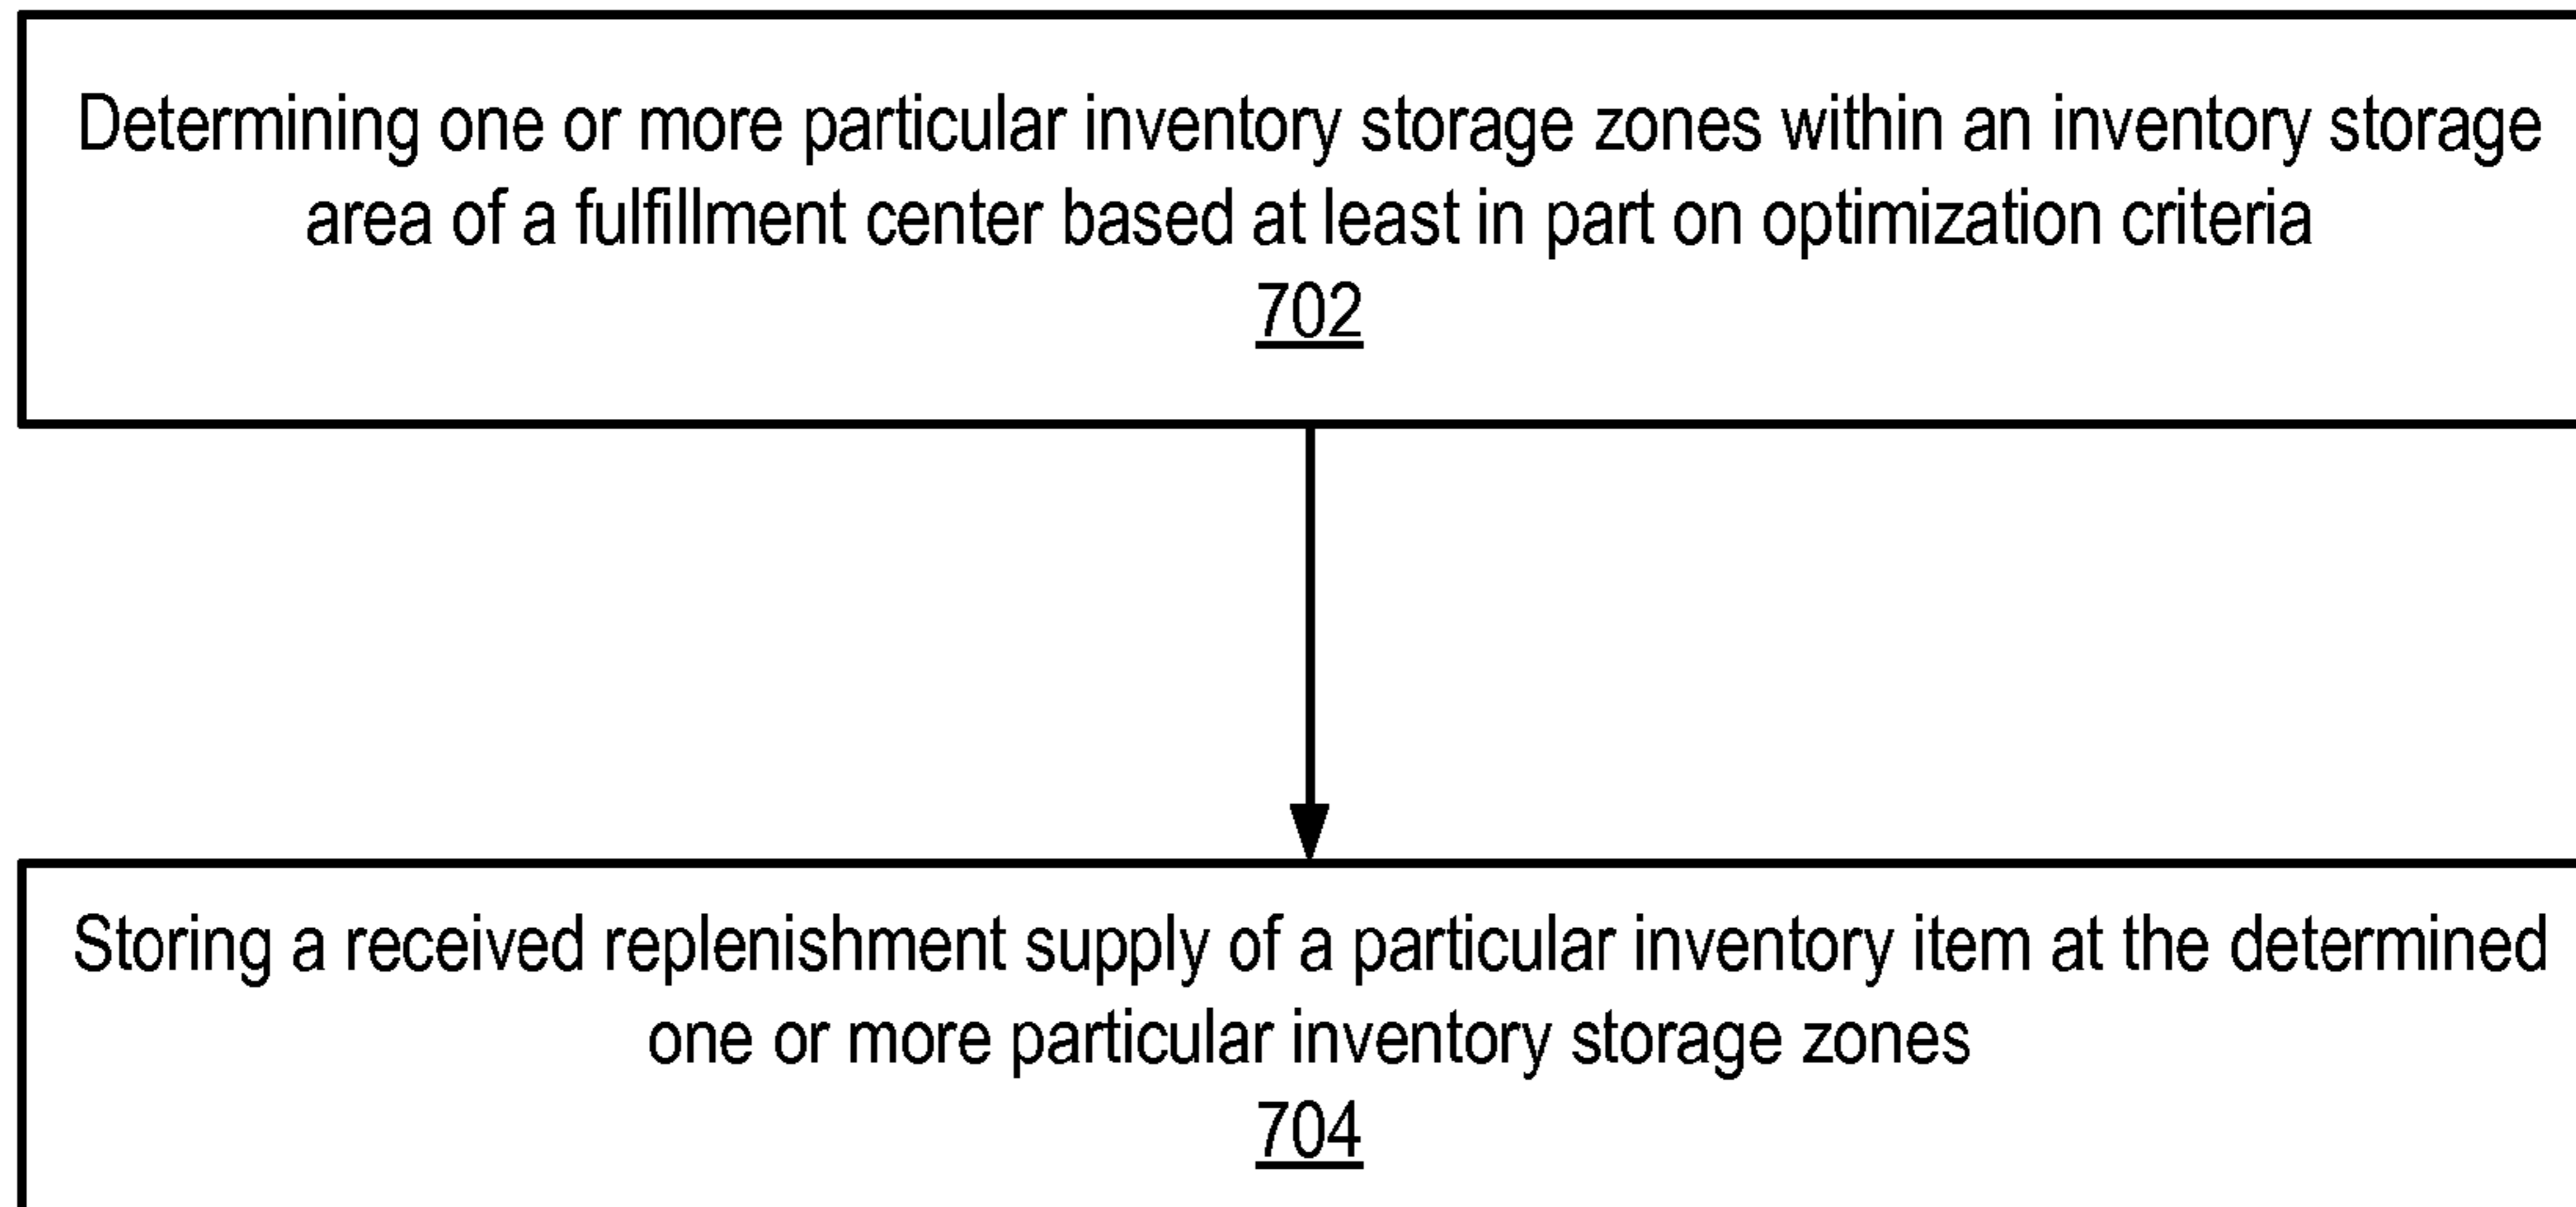 Determining one or more particular inventory storage zones within an inventory storage
area of a fulfillment center based at least in part on optimization criteria
702
Storing a received replenishment supply of a particular inventory item at the determined
one or more particular inventory storage zones
704